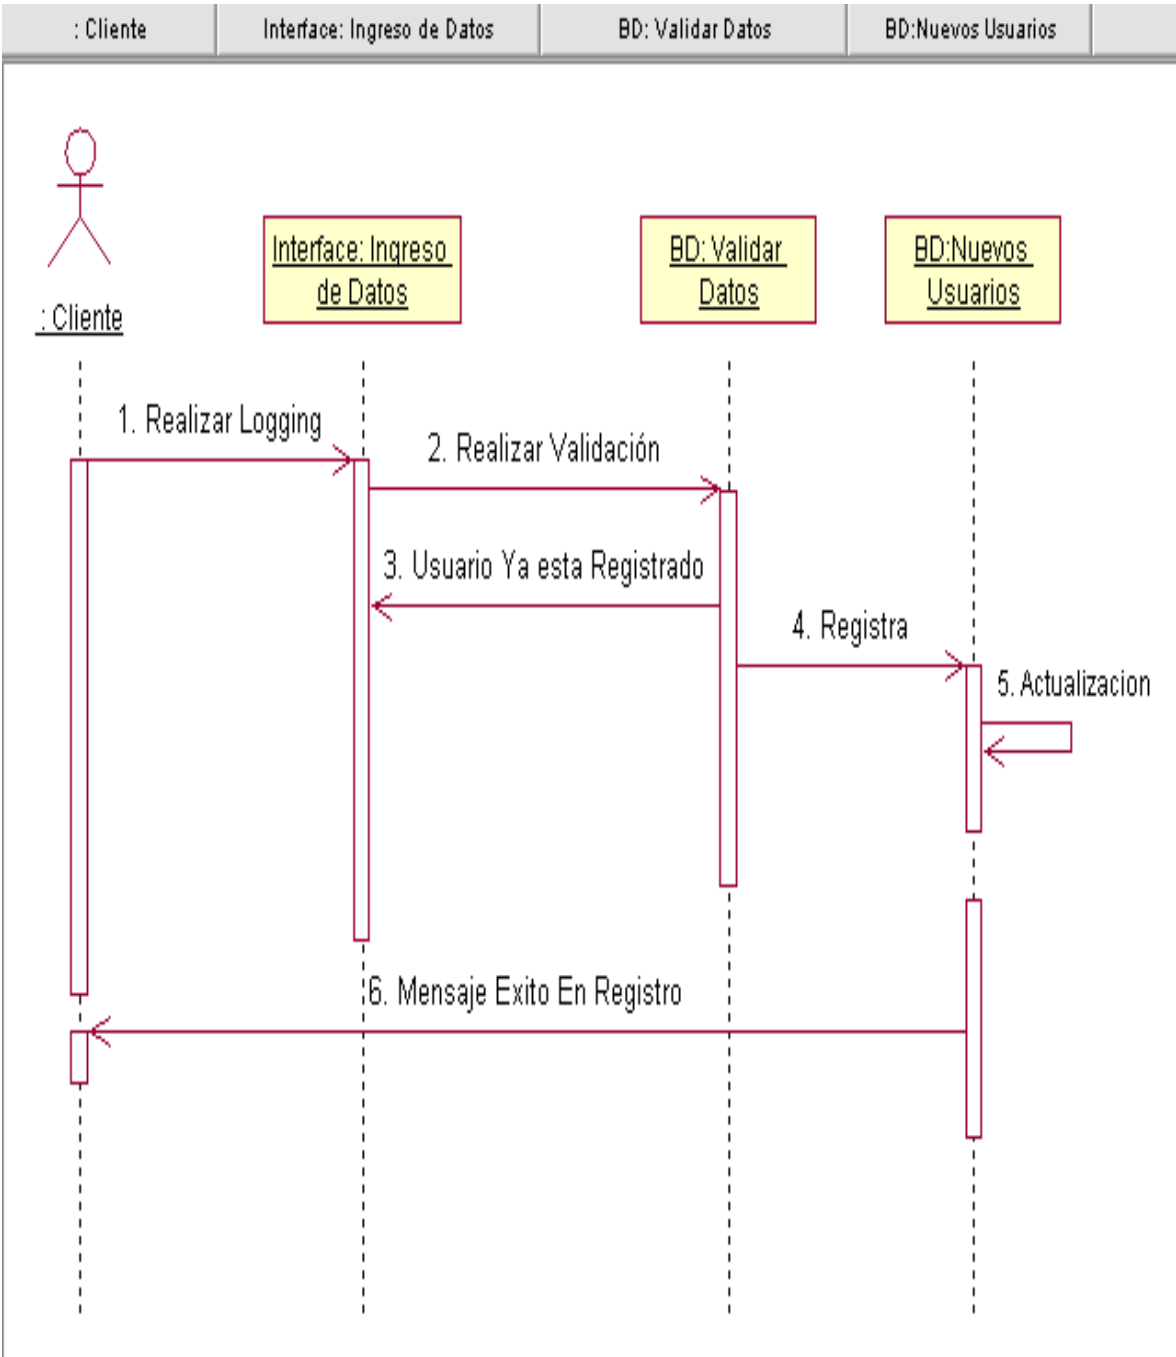 : Cliente
Interface: Ingreso de Datos
BD: Validar Datos
BD:Nuevos Usuarios
Interface: Ingreso
de Datos
BD: Validar
Datos
BD:Nuevos
Usuarios
: Cliente
1. Realizar Logging
2. Realizar Validación
3. Usuario Ya esta Registrado
4. Registra
5. Actualizacion
6. Mensaje Exito En Registro